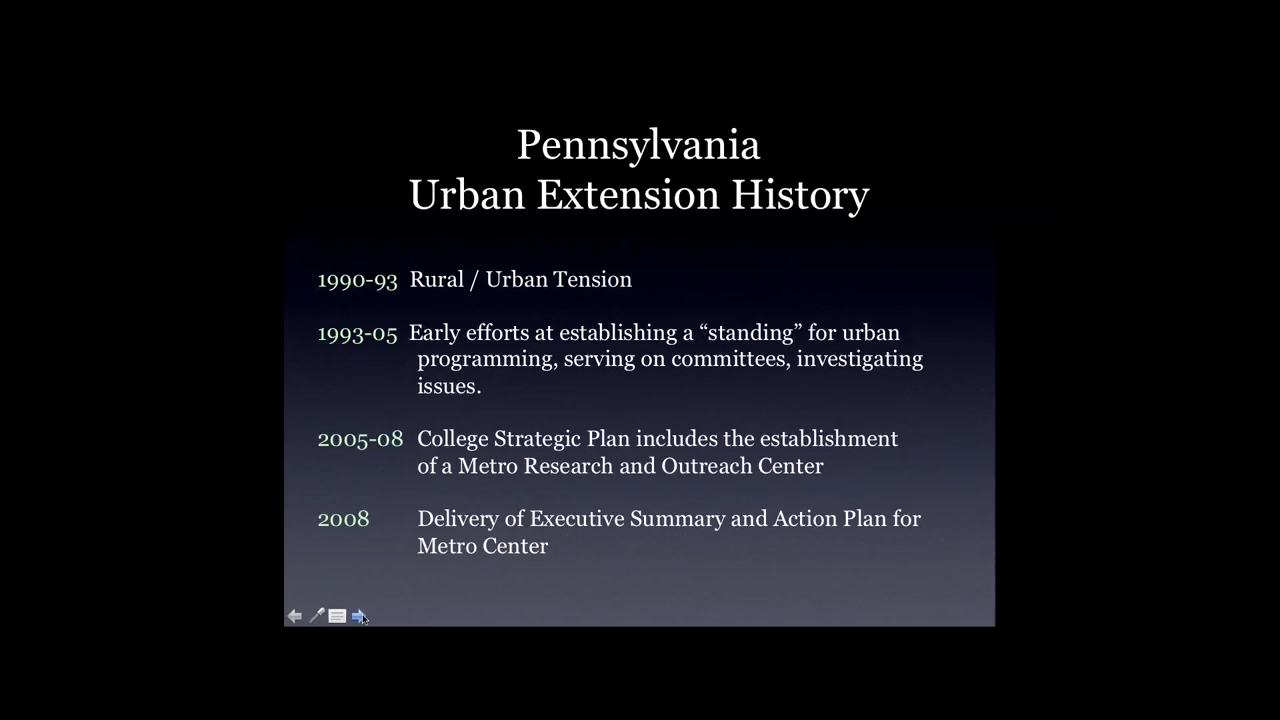 Pennsylvania
Urban Extension History
1990-93 Rural / Urban Tension
1993-05 Early efforts at establishing a “standing” for urban
programming, serving on committees, investigating
issues.
2005-08 College Strategic Plan includes the establishment
of a Metro Research and Outreach Center
2008 Delivery of Executive Summary and Action Plan for
Metro Center